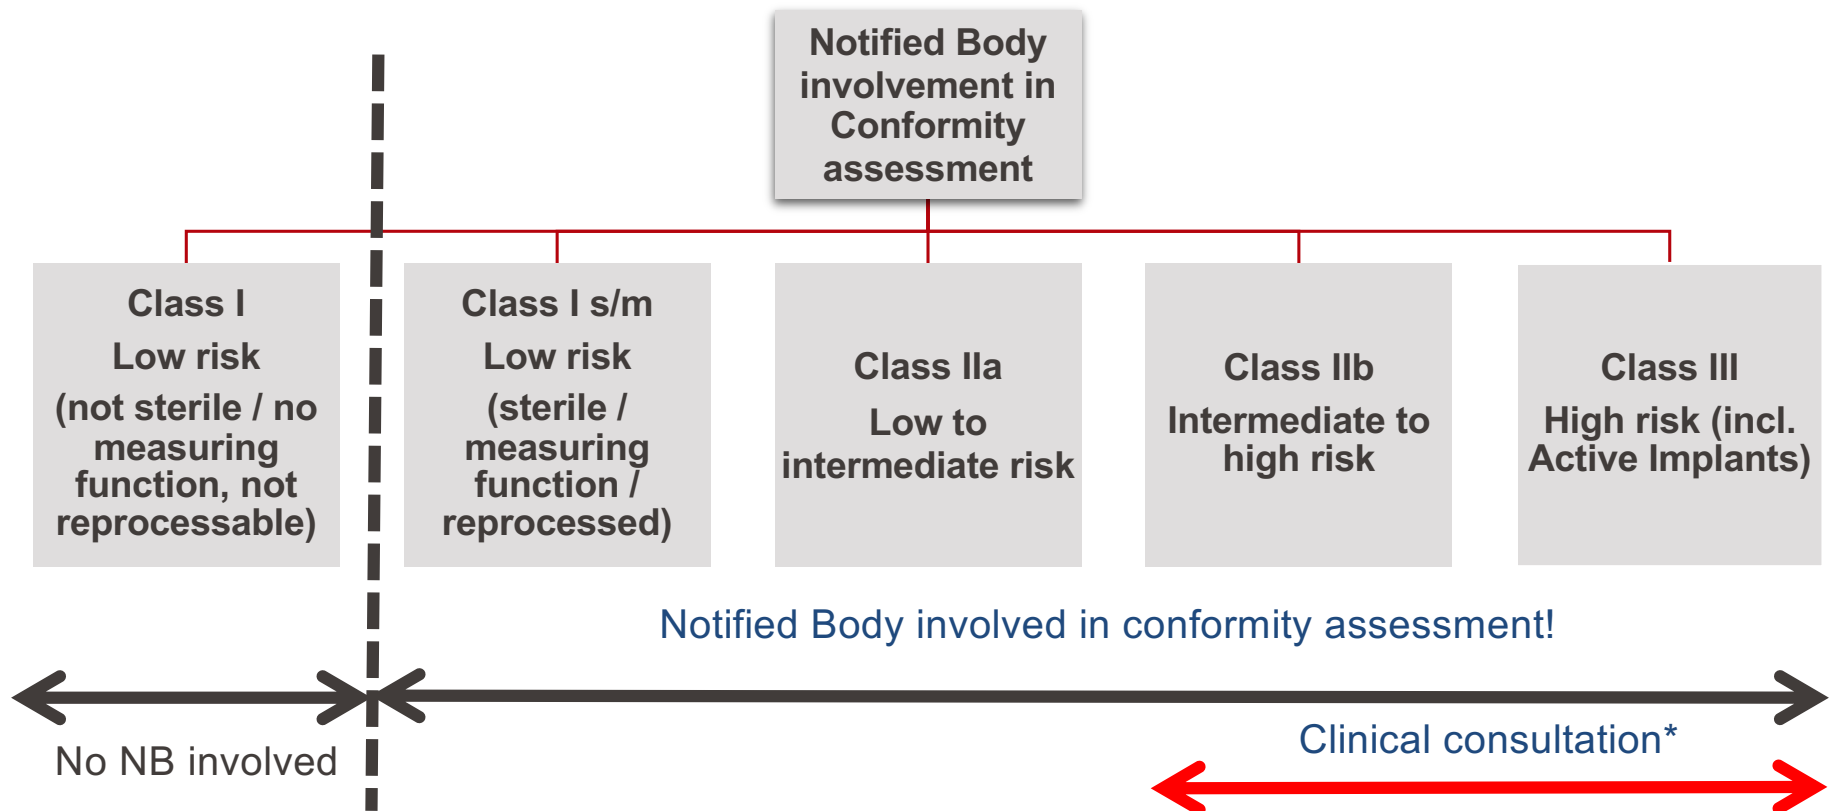 Notified Body
involvement in
Conformity
assessment
Class I
Low risk
(not sterile / no
measuring
function, not
reprocessable)
Class I s/m
Low risk
(sterile /
measuring
function /
reprocessed)
Class IIa
Low to
intermediate risk
Class IIb
Intermediate to
high risk
Class III
High risk (incl.
Active Implants)
Notified Body involved in conformity assessment!
No NB involved
Clinical consultation*